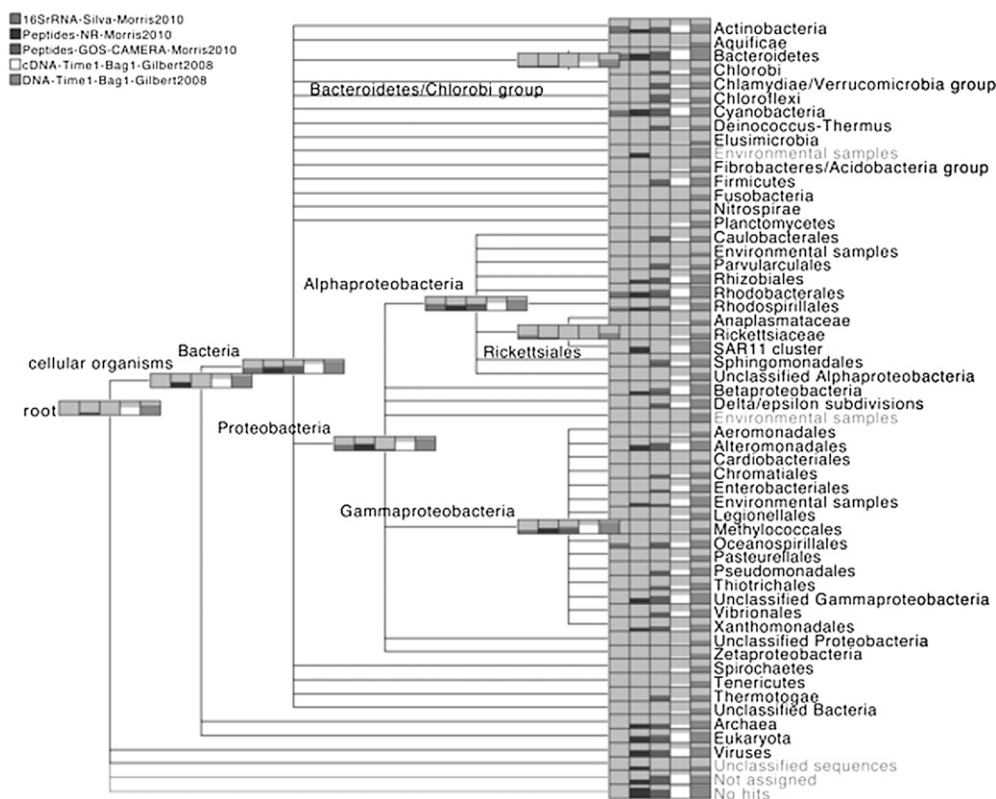 16SrRNA-Silva-Morris2010
Peptides-NR-Morris2010
Peptides-GOS-CAMERA-Morris2010
cDNA-Time1-Bag1-Gilbert2008
DNA-Time1-Bag1-Gilbert2008
Actinobacteria
Aquificae
Bacteroidetes
Chlorobi
Bacteroidetes/Chlorobi group
Chlamydiae/Verrucomicrobia group
Chloroflexi
Cyanobacteria
Deinococcus-Thermus
Elusimicrobia
Environmental samples
Fibrobacteres/Acidobacteria group
Firmicutes
Fusobacteria
Nitrospirae
Planctomycetes
Caulobacterales
Environmental samples
Parvularculales
Alphaproteobacteria
Rhizobiales
Rhodobacterales
Rhodospirillales
Anaplasmataceae
Rickettsiaceae
Rickettsiales
SAR11 cluster
Bacteria
cellular organisms
Sphingomonadales
Unclassified Alphaproteobacteria
Betaproteobacteria
Delta/epsilon subdivisions
root
Environmental samples
Proteobacteria
Aeromonadales
Alteromonadales
Cardiobacteriales
Chromatiales
Enterobacteriales
Environmental samples
Gammaproteobacteria
Legionellales
Methylococcales
Oceanospirillales
Pasteurellales
Pseudomonadales
Thiotrichales
Unclassified Gammaproteobacteria
Vibrionales
Xanthomonadales
Unclassified Proteobacteria
Zetaproteobacteria
Spirochaetes
Tenericutes
Thermotogae
Unclassified Bacteria
Archaea
Eukaryota
Viruses
Unclassified sequences
Not assigned
No hits